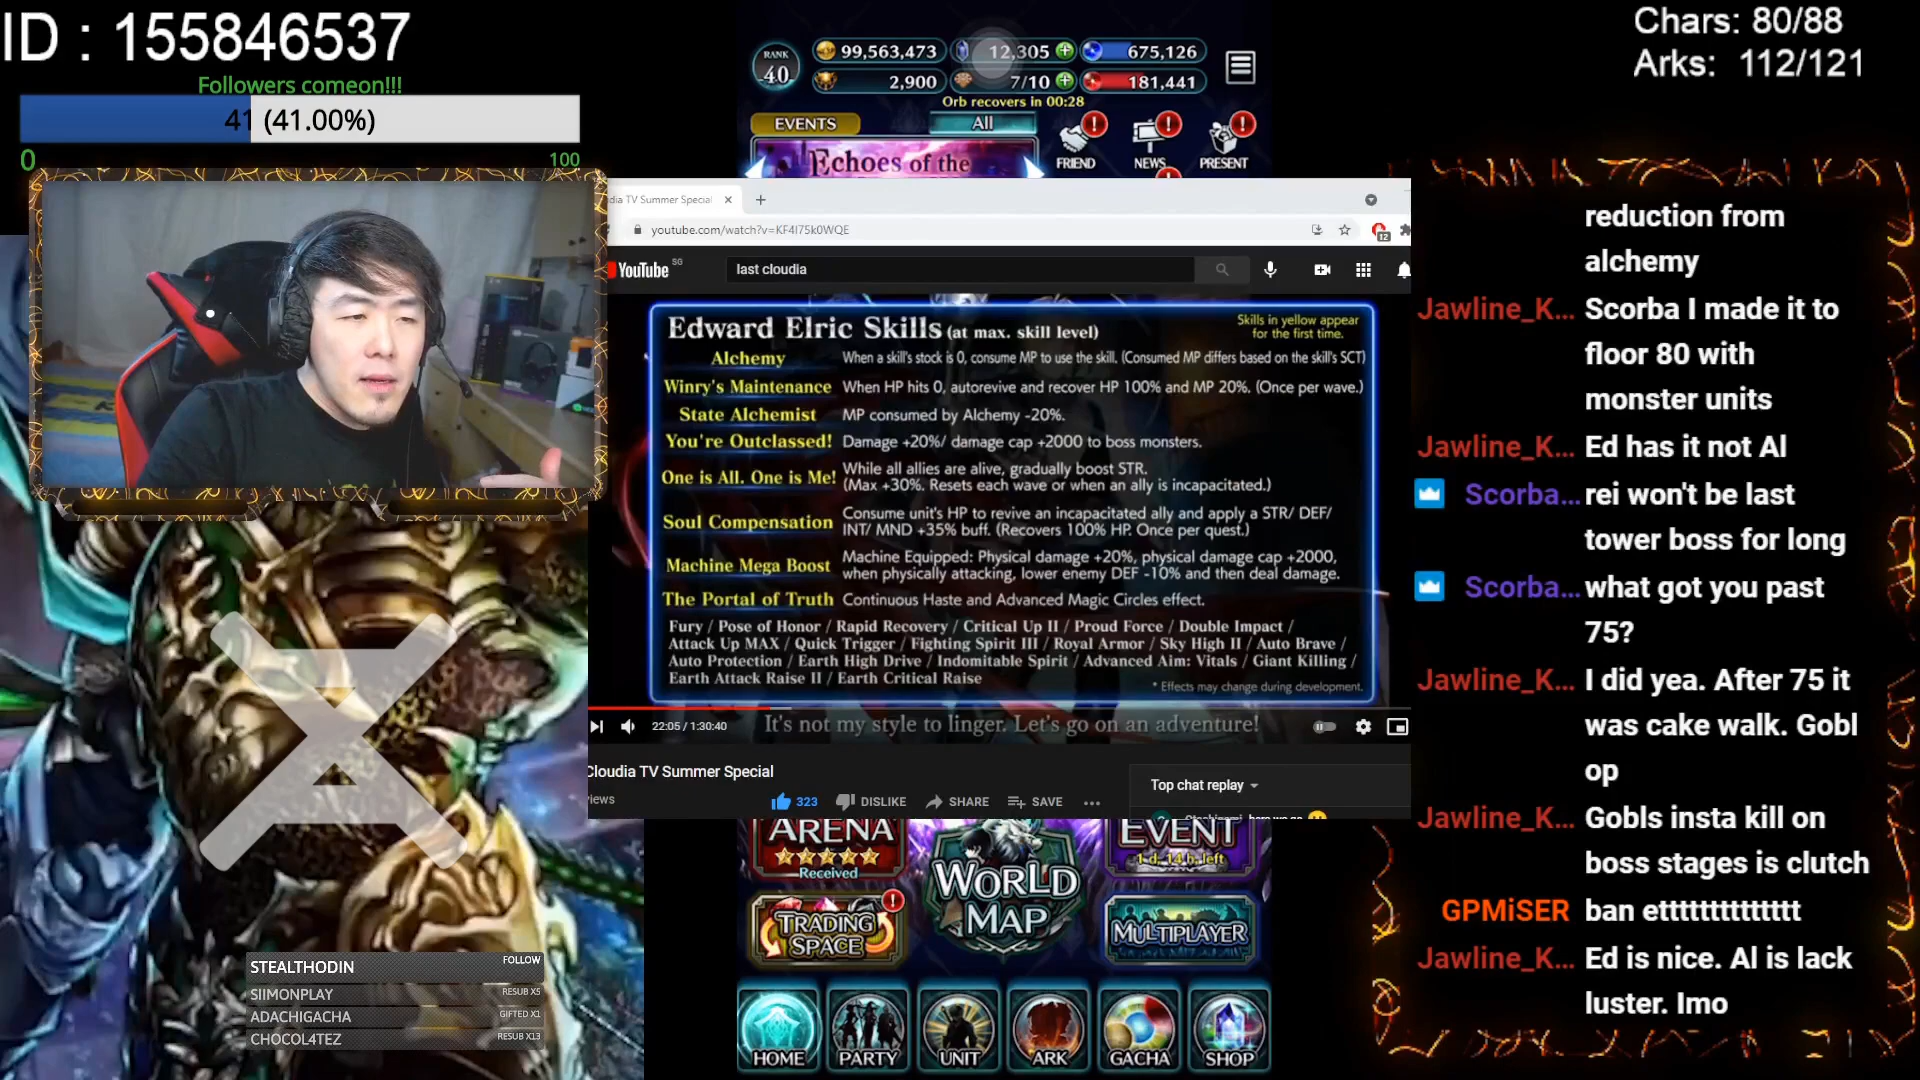 ID : 155846537
Followers comeon!!!
41 (41.00%)
0
100
RANK
40
99,563,473
12,305
675,126
2,900
7/10
181,441
Orb recovers in 00:28
EVENTS
All
Echoes of the
FRIEND
NEWS
PRESENT
Chars: 80/88
Arks: 112/121
dia TV Summer Special
youtube.com/watch?v=KF4I75k0WQE
12
YouTube SG
last cloudia
Edward Elric Skills (at max. skill level)
Skills in yellow appear
for the first time.
Alchemy When a skill's stock is 0, consume MP to use the skill. (Consumed MP differs based on the skill's SCT)
Winry's Maintenance When HP hits 0, autorevive and recover HP 100% and MP 20%. (Once per wave.)
State Alchemist MP consumed by Alchemy -20%.
You're Outclassed! Damage +20%/ damage cap +2000 to boss monsters.
One is All. One is Me! While all allies are alive, gradually boost STR.
(Max +30%. Resets each wave or when an ally is incapacitated.)
Soul Compensation Consume unit's HP to revive an incapacitated ally and apply a STR/ DEF/
INT/ MND +35% buff. (Recovers 100% HP. Once per quest.)
Machine Mega Boost Machine Equipped: Physical damage +20%, physical damage cap +2000,
when physically attacking, lower enemy DEF -10% and then deal damage.
The Portal of Truth Continuous Haste and Advanced Magic Circles effect.
Fury / Pose of Honor / Rapid Recovery / Critical Up II / Proud Force / Double Impact /
Attack Up MAX / Quick Trigger / Fighting Spirit III / Royal Armor / Sky High II / Auto Brave /
Auto Protection / Earth High Drive / Indomitable Spirit / Advanced Aim: Vitals / Giant Killing /
Earth Attack Raise II / Earth Critical Raise
* Effects may change during development.
22:05 / 1:30:40
It's not my style to linger. Let's go on an adventure!
Cloudia TV Summer Special
iews
323
DISLIKE
SHARE
SAVE
Top chat replay
ARENA
Received
WORLD
MAP
EVENT
1 d, 14 h left
TRADING
SPACE
MULTIPLAYER
HOME
PARTY
UNIT
ARK
GACHA
SHOP
STEALTHODIN FOLLOW
SIIMONPLAY RESUB X5
ADACHIGACHA GIFTED X1
CHOCOL4TEZ RESUB X13
reduction from
alchemy
Jawline_K... Scorba I made it to
floor 80 with
monster units
Jawline_K... Ed has it not Al
Scorba... rei won't be last
tower boss for long
Scorba... what got you past
75?
Jawline_K... I did yea. After 75 it
was cake walk. Gobl
op
Jawline_K... Gobls insta kill on
boss stages is clutch
GPMiSER ban ettttttttttttt
Jawline_K... Ed is nice. Al is lack
luster. Imo